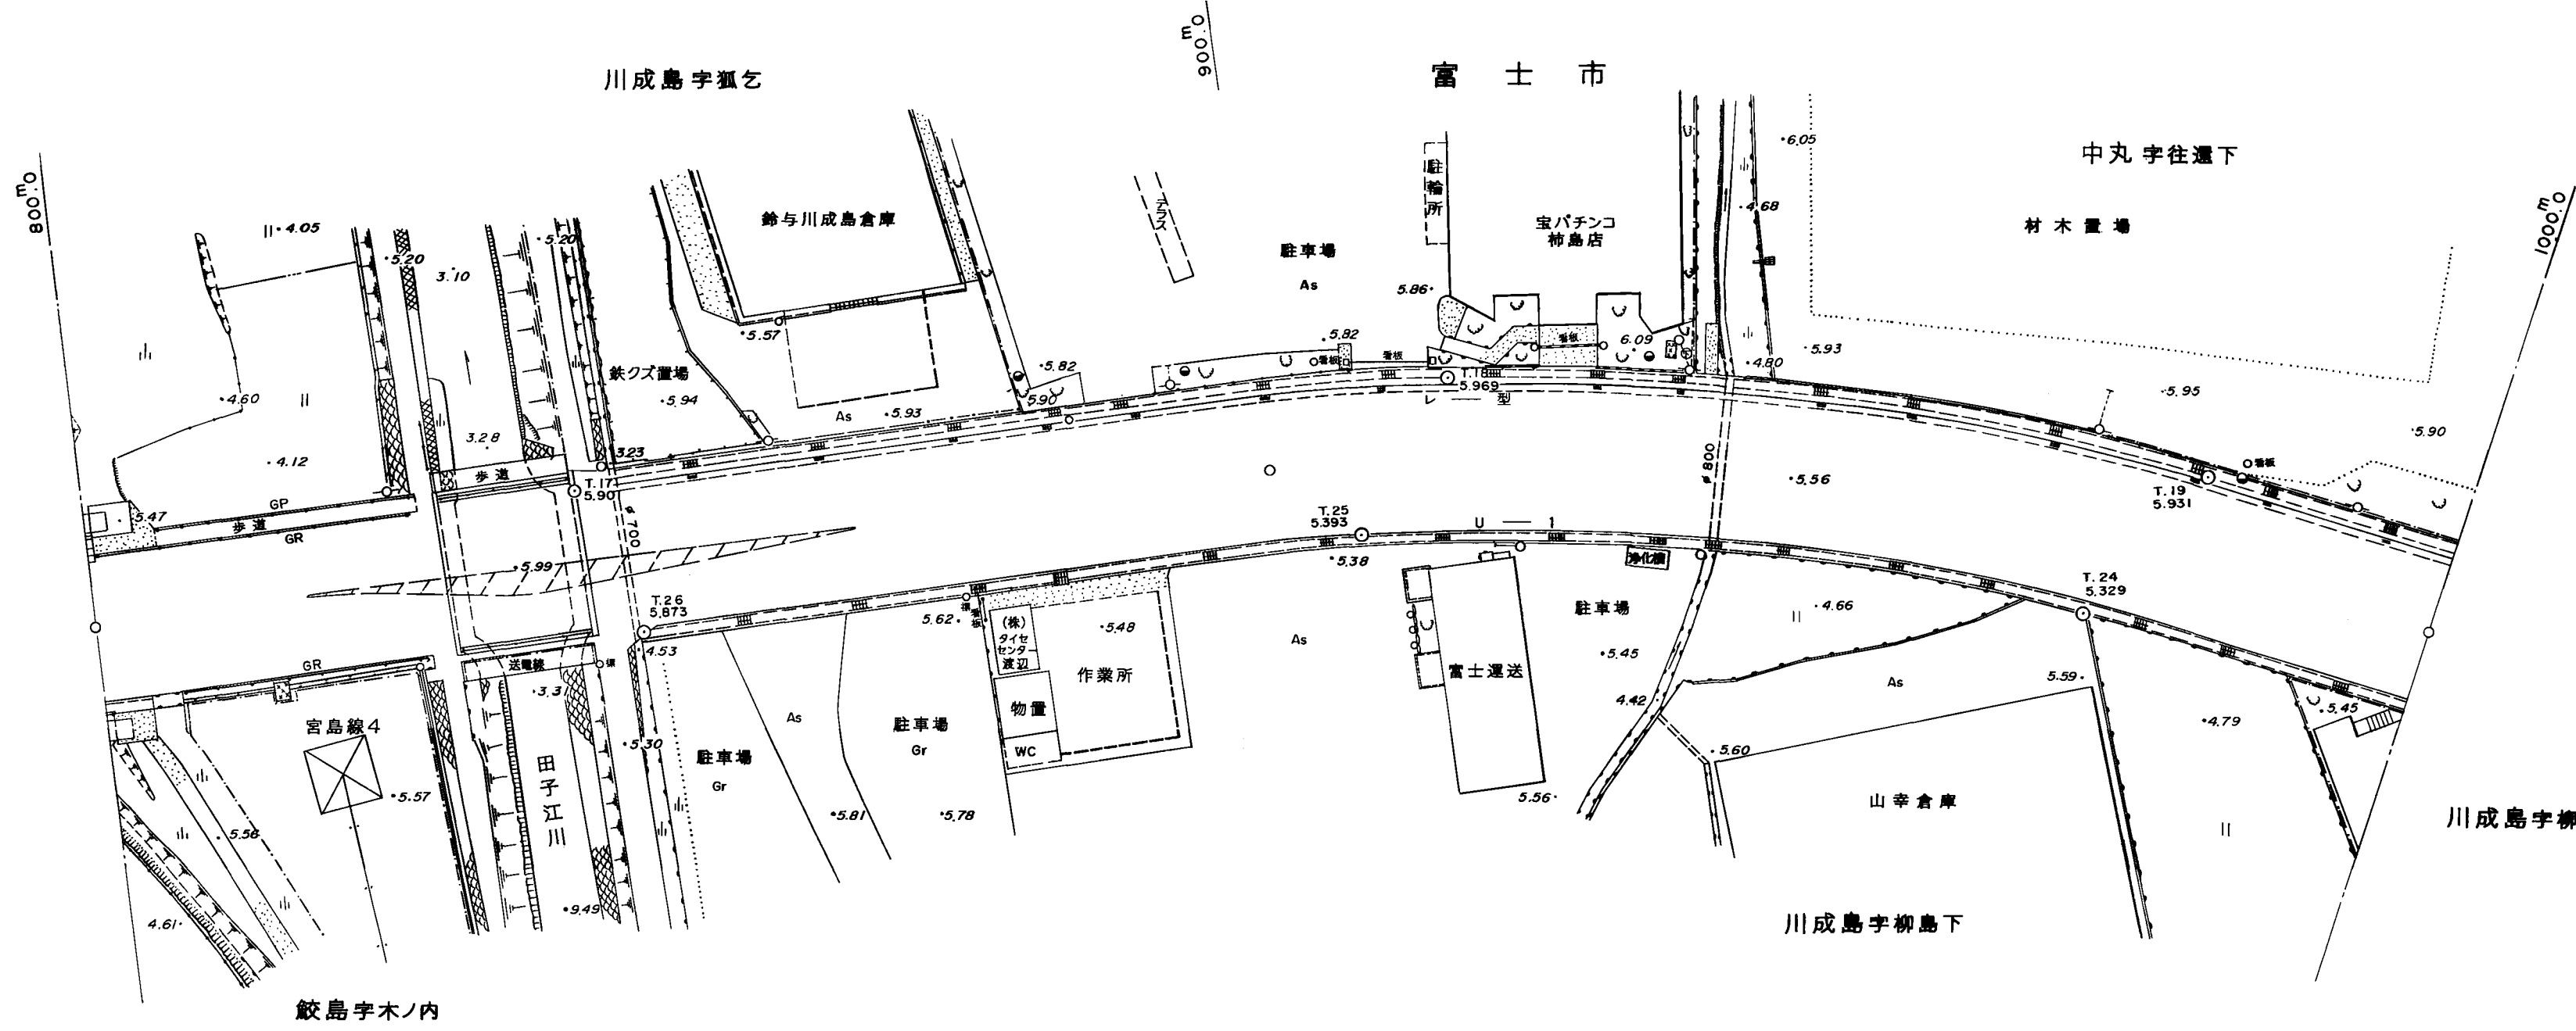 900.0m
川成島字狐乞
富士市
800.0m
中丸字往還下
1000.0m
材木置場
駐輪所
宝パチンコ
柿島店
鈴与川成島倉庫
テラス
駐車場
As
6.05
4.68
4.05
5.20
5.20
3.10
5.86
5.82
5.57
6.09
看板
看板
看板
4.80
5.93
鉄クズ置場
5.82
T.18
5.969
4.60
5.94
As
5.93
5.90
レ型
5.95
5.90
3.28
3.23
4.12
歩道
T.17
5.90
φ700
φ800
5.56
看板
T.19
5.931
GP
歩道
GR
5.47
T.25
5.393
U-1
5.38
浄化槽
5.99
T.26
5.873
5.62
看板
(株)
タイセ
センター
渡辺
5.48
作業所
As
駐車場
4.66
T.24
5.329
4.53
GR
送電線
3.31
5.45
富士運送
As
5.59
4.42
物置
WC
宮島線4
As
駐車場
Gr
4.79
5.45
5.30
駐車場
Gr
5.60
田子江川
5.57
5.81
5.78
5.56
山幸倉庫
5.56
川成島字柳
4.61
9.49
川成島字柳島下
鮫島字木ノ内